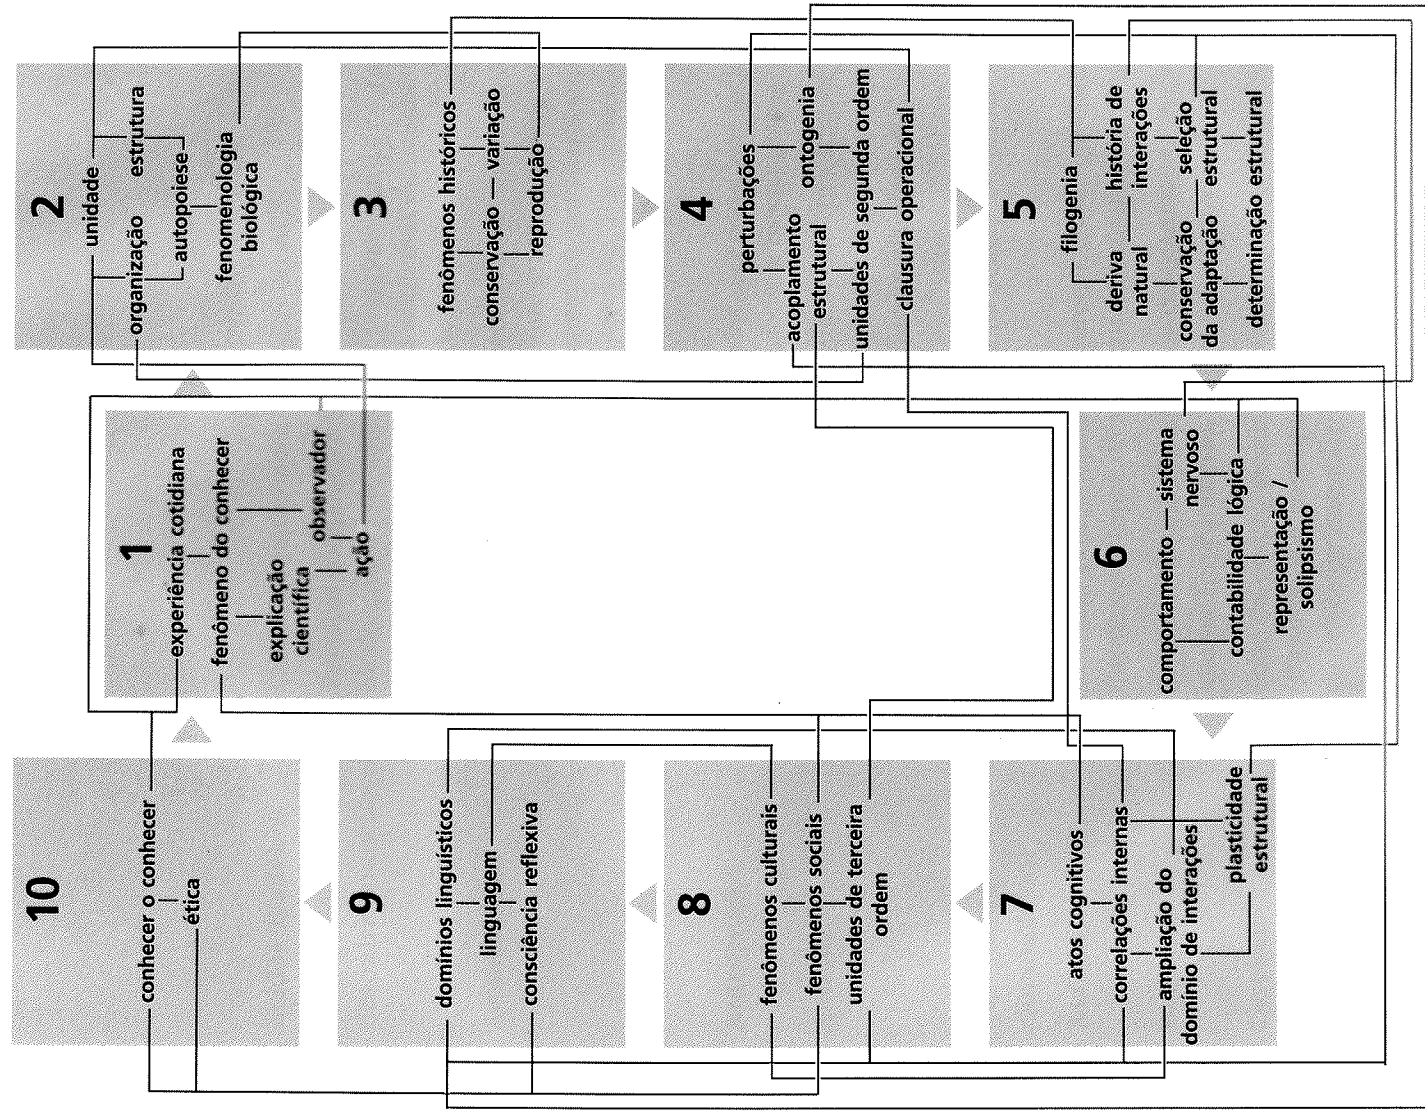 1
experiência cotidiana
fenômeno do conhecer
explicação
científica
observador
ação
2
unidade
organização estrutura
autopoiese
fenomenologia
biológica
3
fenômenos históricos
conservação — variação
reprodução
4
perturbações
acoplamento
estrutural
ontogenia
unidades de segunda ordem
clausura operacional
5
filogenia
deriva
natural
história de
interações
conservação
da adaptação
seleção
estrutural
determinação estrutural
6
comportamento — sistema
nervoso
contabilidade lógica
representação /
solipsismo
7
atos cognitivos
correlações internas
ampliação do
domínio de interações
plasticidade
estrutural
8
fenômenos culturais
fenômenos sociais
unidades de terceira
ordem
9
domínios linguísticos
linguagem
consciência reflexiva
10
conhecer o conhecer
ética